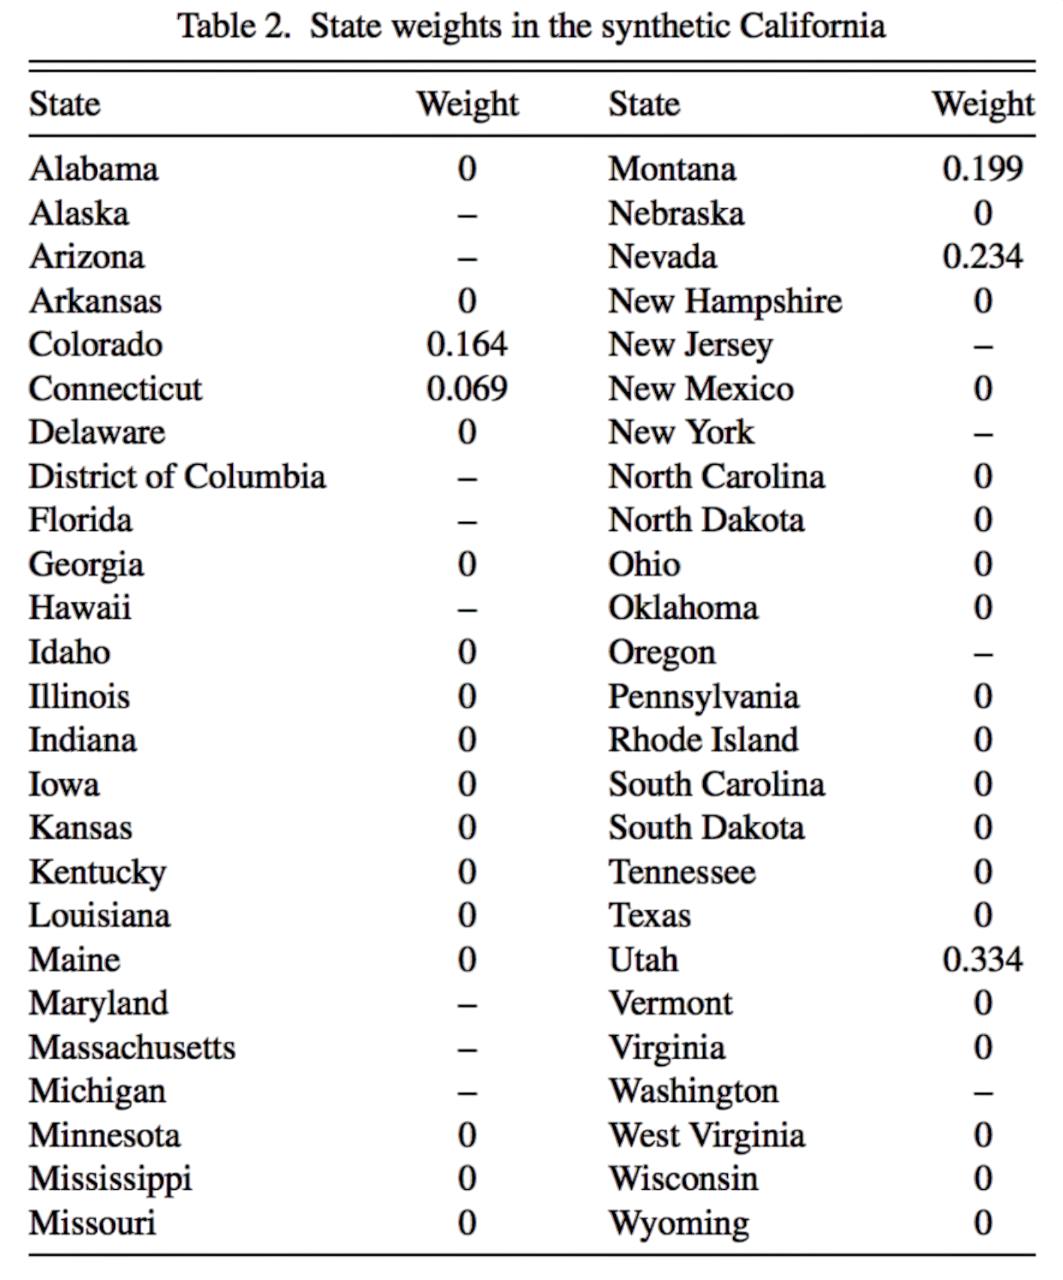 Table 2. State weights in the synthetic California
State Weight State Weight
Alabama 0 Montana 0.199
Alaska – Nebraska 0
Arizona – Nevada 0.234
Arkansas 0 New Hampshire 0
Colorado 0.164 New Jersey –
Connecticut 0.069 New Mexico 0
Delaware 0 New York –
District of Columbia – North Carolina 0
Florida – North Dakota 0
Georgia 0 Ohio 0
Hawaii – Oklahoma 0
Idaho 0 Oregon –
Illinois 0 Pennsylvania 0
Indiana 0 Rhode Island 0
Iowa 0 South Carolina 0
Kansas 0 South Dakota 0
Kentucky 0 Tennessee 0
Louisiana 0 Texas 0
Maine 0 Utah 0.334
Maryland – Vermont 0
Massachusetts – Virginia 0
Michigan – Washington –
Minnesota 0 West Virginia 0
Mississippi 0 Wisconsin 0
Missouri 0 Wyoming 0